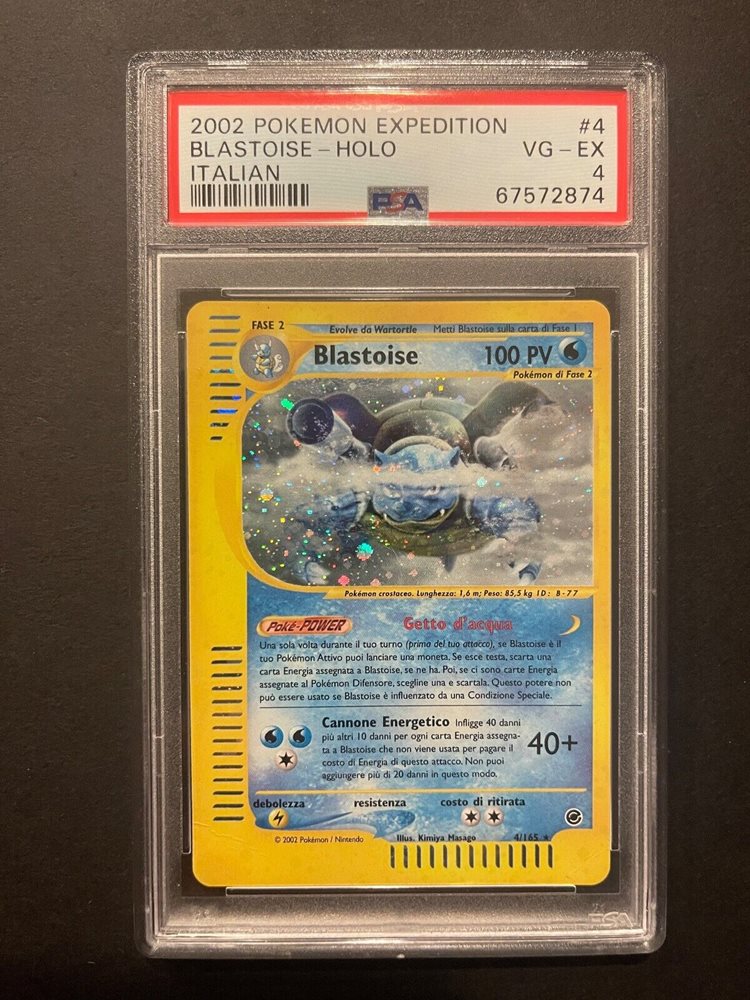 2002 POKEMON EXPEDITION #4
BLASTOISE - HOLO VG - EX
ITALIAN 4
PSA 67572874
FASE 2 Evolve da Wartortle Metti Blastoise sulla carta di Fase 1
Blastoise 100 PV
Pokémon di Fase 2
Pokémon crostaceo. Lunghezza: 1,6 m; Peso: 85,5 kg ID: B-77
Poké-POWER Getto d'acqua
Una sola volta durante il tuo turno (prima del tuo attacco), se Blastoise è il
tuo Pokémon Attivo puoi lanciare una moneta. Se esce testa, scarta una
carta Energia assegnata a Blastoise, se ne ha. Poi, se ci sono carte Energia
assegnate al Pokémon Difensore, scegline una e scartala. Questo potere non
può essere usato se Blastoise è influenzato da una Condizione Speciale.
Cannone Energetico Infligge 40 danni
più altri 10 danni per ogni carta Energia assegna-
ta a Blastoise che non viene usata per pagare il
costo di Energia di questo attacco. Non puoi
aggiungere più di 20 danni in questo modo.
40+
debolezza resistenza costo di ritirata
© 2002 Pokémon / Nintendo Illus. Kimiya Masago 4/165 ★
PSA